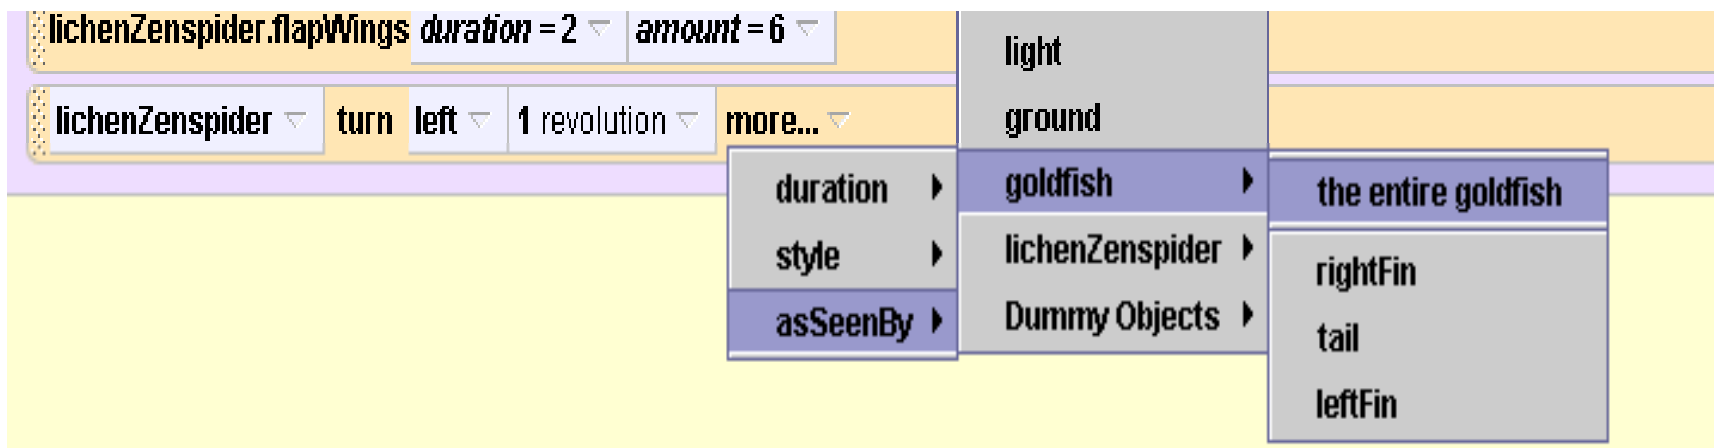 lichenZenspider.flapWings duration = 2 amount = 6
lichenZenspider turn left 1 revolution more...
duration
style
asSeenBy
light
ground
goldfish
lichenZenspider
Dummy Objects
the entire goldfish
rightFin
tail
leftFin